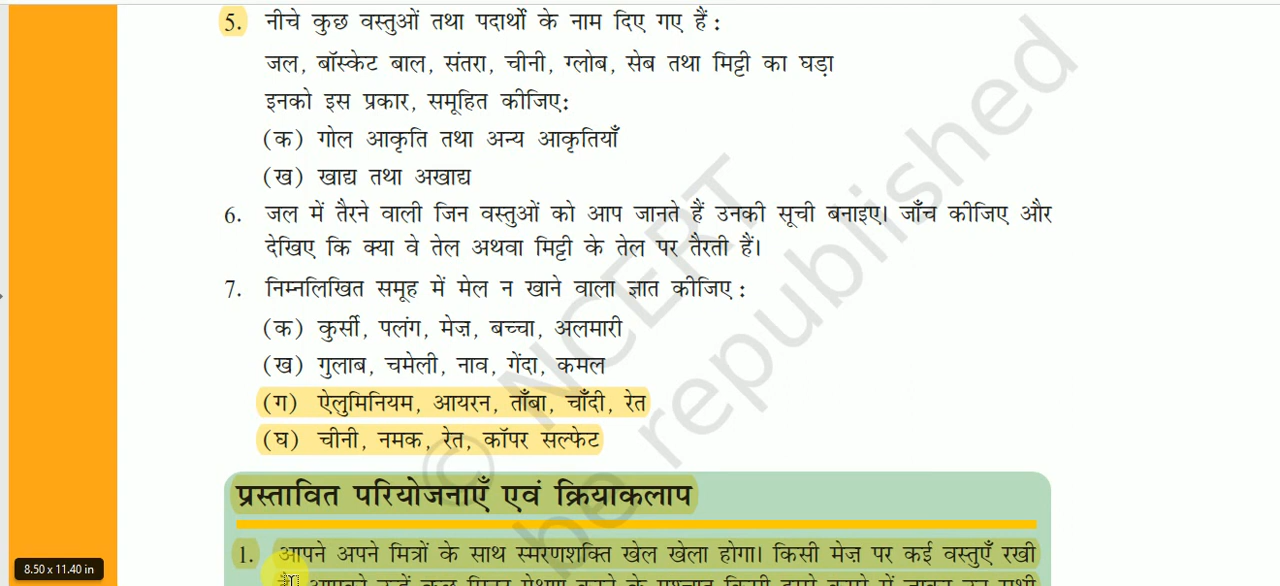 5. नीचे कुछ वस्तुओं तथा पदार्थों के नाम दिए गए हैं :
जल, बॉस्केट बाल, संतरा, चीनी, ग्लोब, सेब तथा मिट्टी का घड़ा
इनको इस प्रकार, समूहित कीजिए:
(क) गोल आकृति तथा अन्य आकृतियाँ
(ख) खाद्य तथा अखाद्य
6. जल में तैरने वाली जिन वस्तुओं को आप जानते हैं उनकी सूची बनाइए। जाँच कीजिए और
देखिए कि क्या वे तेल अथवा मिट्टी के तेल पर तैरती हैं।
7. निम्नलिखित समूह में मेल न खाने वाला ज्ञात कीजिए :
(क) कुर्सी, पलंग, मेज़, बच्चा, अलमारी
(ख) गुलाब, चमेली, नाव, गेंदा, कमल
(ग) ऐलुमिनियम, आयरन, ताँबा, चाँदी, रेत
(घ) चीनी, नमक, रेत, कॉपर सल्फेट
प्रस्तावित परियोजनाएँ एवं क्रियाकलाप
1. आपने अपने मित्रों के साथ स्मरणशक्ति खेल खेला होगा। किसी मेज़ पर कई वस्तुएँ रखी
© NCERT
be republished
8.50 x 11.40 in